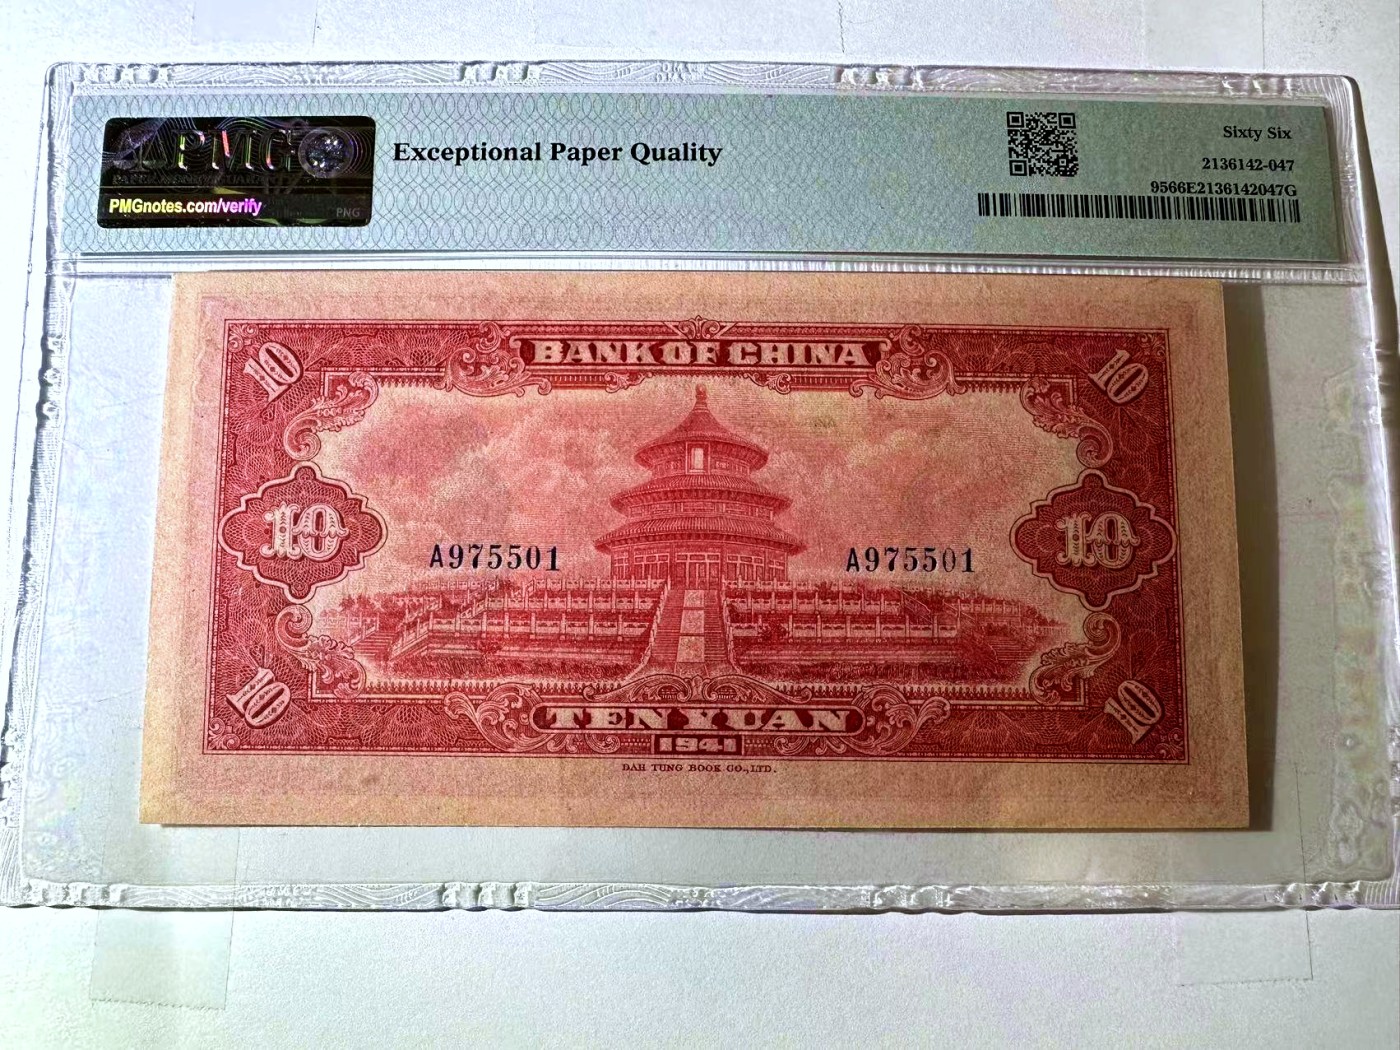 PMG
PMGnotes.com/verify
PNG
Exceptional Paper Quality
Sixty Six
2136142-047
9566E2136142047G
BANK OF CHINA
10
10
10
10
A975501
A975501
10
10
TEN YUAN
1941
DAH TUNG BOOK CO., LTD.